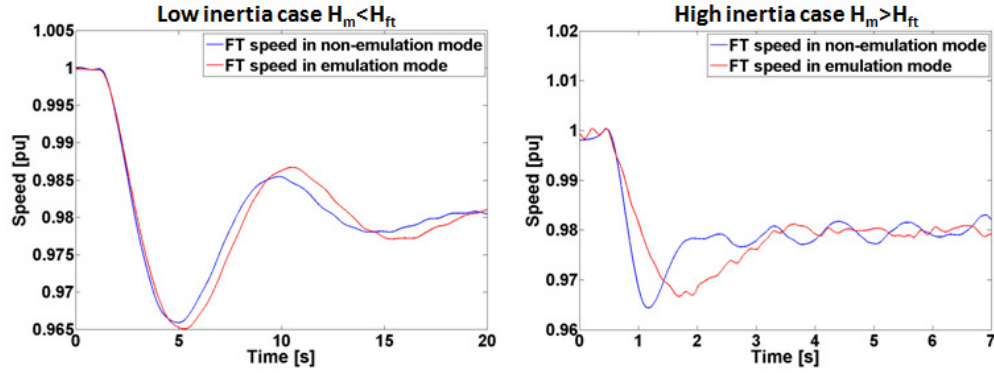 Low inertia case Hm<Hft
1.005
1
0.995
0.99
0.985
0.98
0.975
0.97
0.965
Speed [pu]
FT speed in non-emulation mode
FT speed in emulation mode
0
5
10
15
20
Time [s]
High inertia case Hm>Hft
1.02
1.01
1
0.99
0.98
0.97
0.96
Speed [pu]
FT speed in non-emulation mode
FT speed in emulation mode
0
1
2
3
4
5
6
7
Time [s]